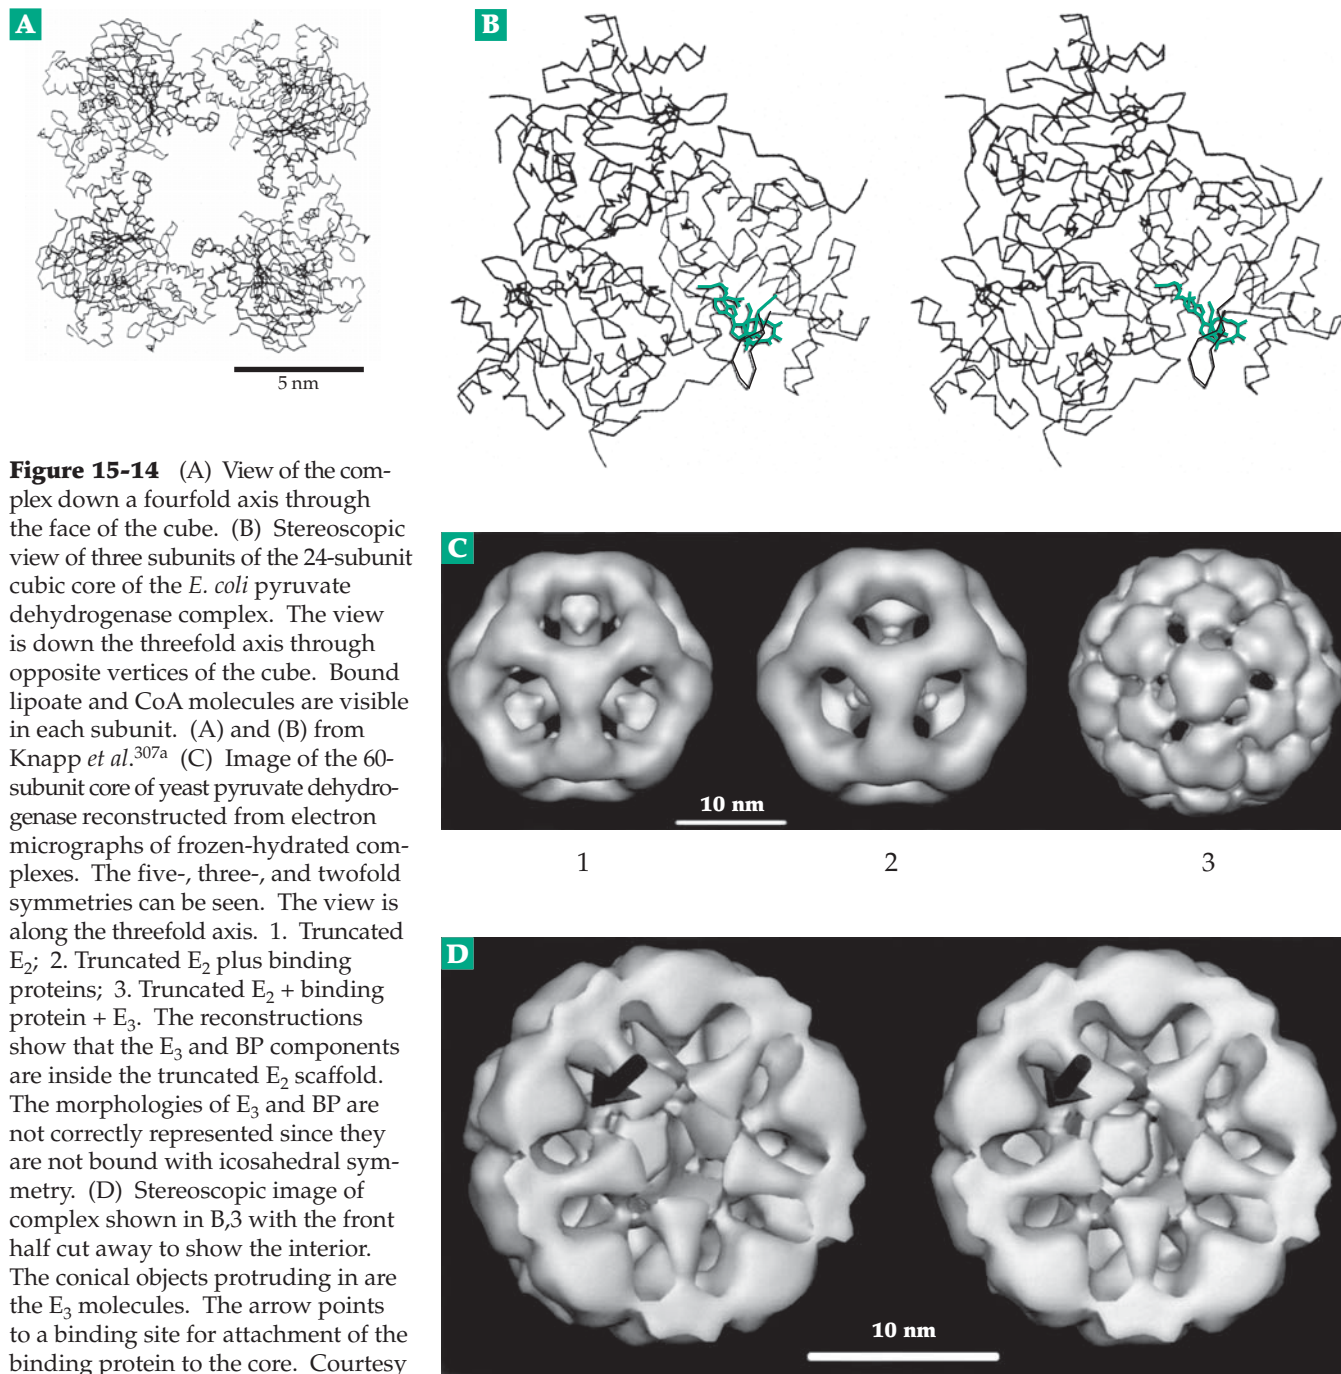 A
B
5 nm
Figure 15-14 (A) View of the com-
plex down a fourfold axis through
the face of the cube. (B) Stereoscopic
view of three subunits of the 24-subunit
cubic core of the E. coli pyruvate
dehydrogenase complex. The view
is down the threefold axis through
opposite vertices of the cube. Bound
lipoate and CoA molecules are visible
in each subunit. (A) and (B) from
Knapp et al.307a (C) Image of the 60-
subunit core of yeast pyruvate dehydro-
genase reconstructed from electron
micrographs of frozen-hydrated com-
plexes. The five-, three-, and twofold
symmetries can be seen. The view is
along the threefold axis. 1. Truncated
E2; 2. Truncated E2 plus binding
proteins; 3. Truncated E2 + binding
protein + E3. The reconstructions
show that the E3 and BP components
are inside the truncated E2 scaffold.
The morphologies of E3 and BP are
not correctly represented since they
are not bound with icosahedral sym-
metry. (D) Stereoscopic image of
complex shown in B,3 with the front
half cut away to show the interior.
The conical objects protruding in are
the E3 molecules. The arrow points
to a binding site for attachment of the
binding protein to the core. Courtesy
C
10 nm
1 2 3
D
10 nm